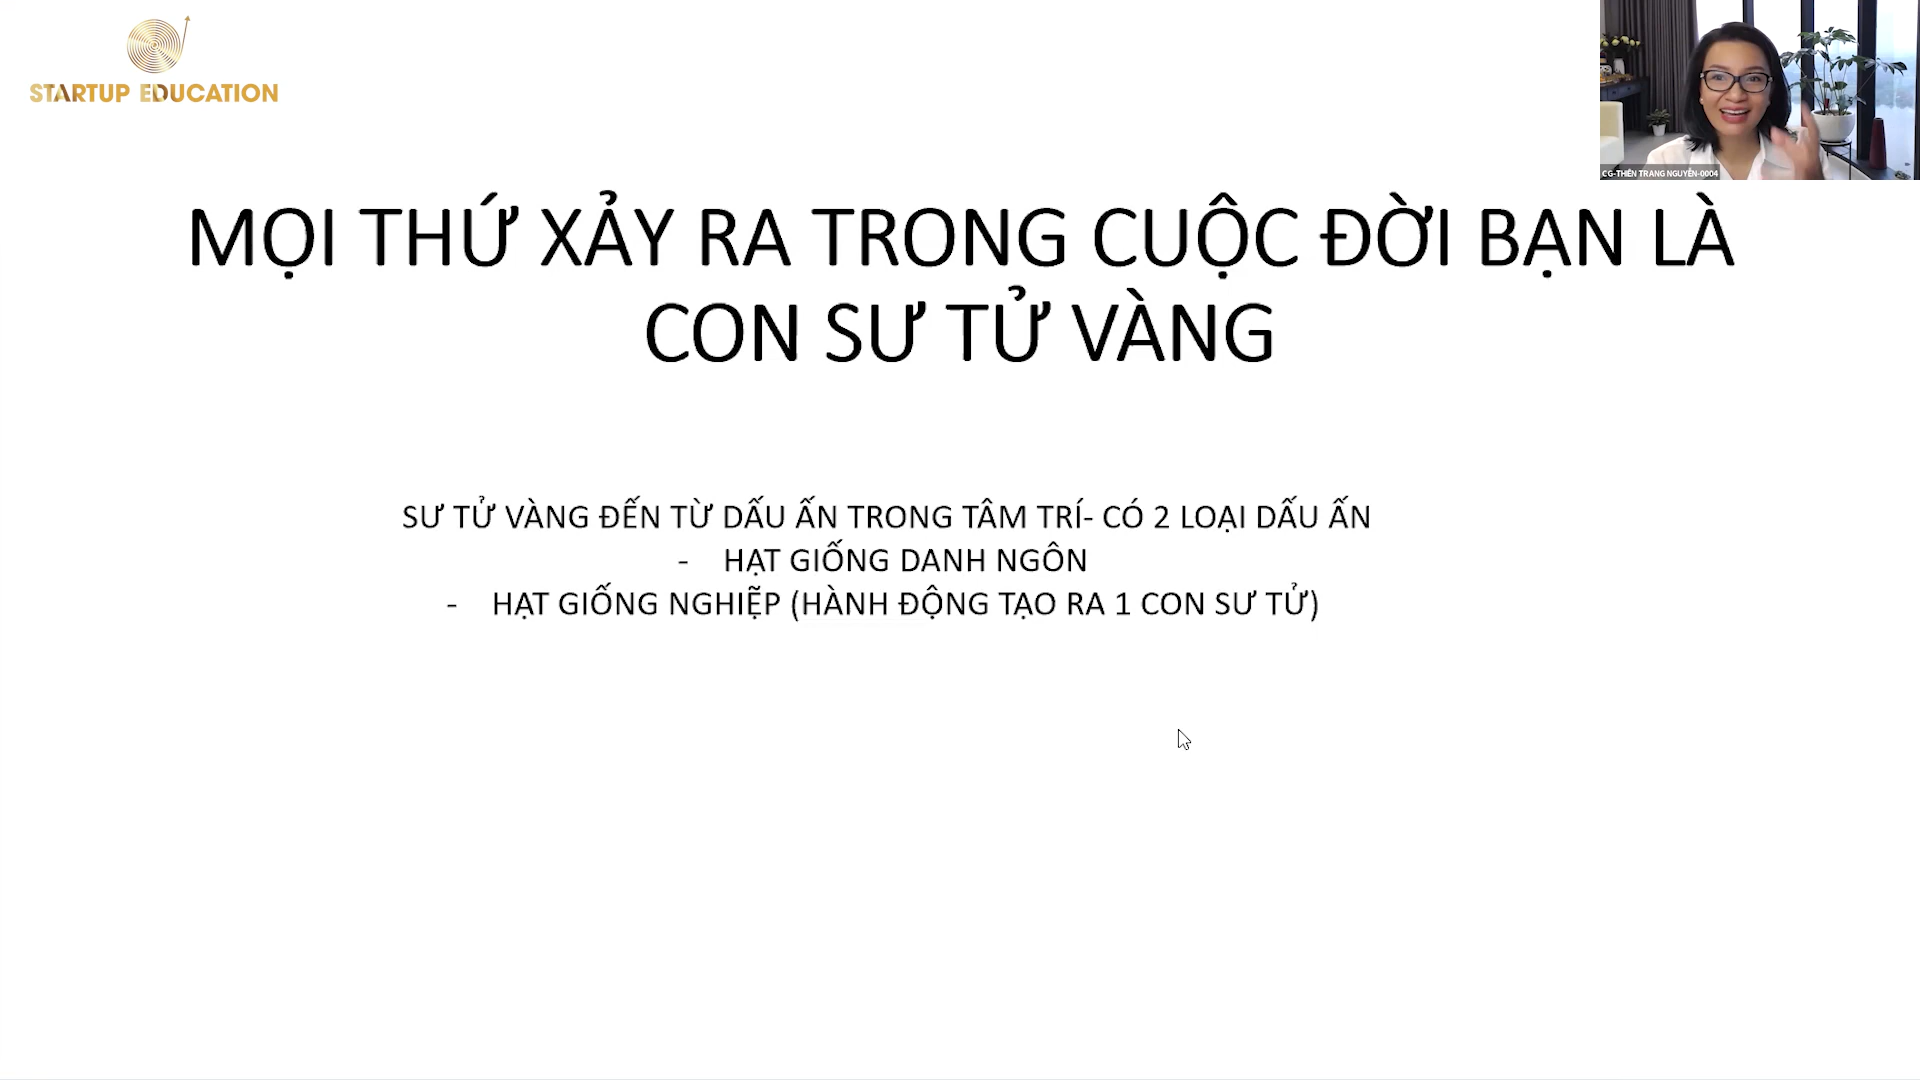 STARTUP EDUCATION
CG-THIÊN TRANG NGUYỄN-0004
MỌI THỨ XẢY RA TRONG CUỘC ĐỜI BẠN LÀ
CON SƯ TỬ VÀNG
SƯ TỬ VÀNG ĐẾN TỪ DẤU ẤN TRONG TÂM TRÍ- CÓ 2 LOẠI DẤU ẤN
- HẠT GIỐNG DANH NGÔN
- HẠT GIỐNG NGHIỆP (HÀNH ĐỘNG TẠO RA 1 CON SƯ TỬ)